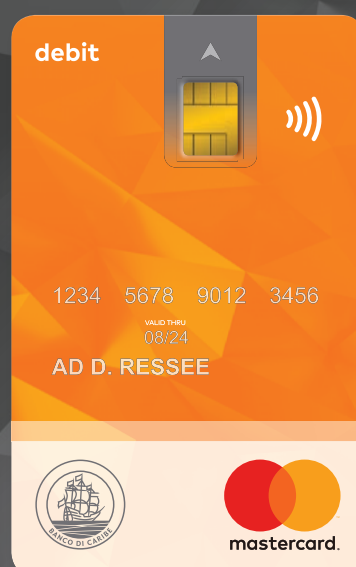 debit
1234 5678 9012 3456
VALID THRU
08/24
AD D. RESSEE
BANCO DI CARIBE
mastercard.